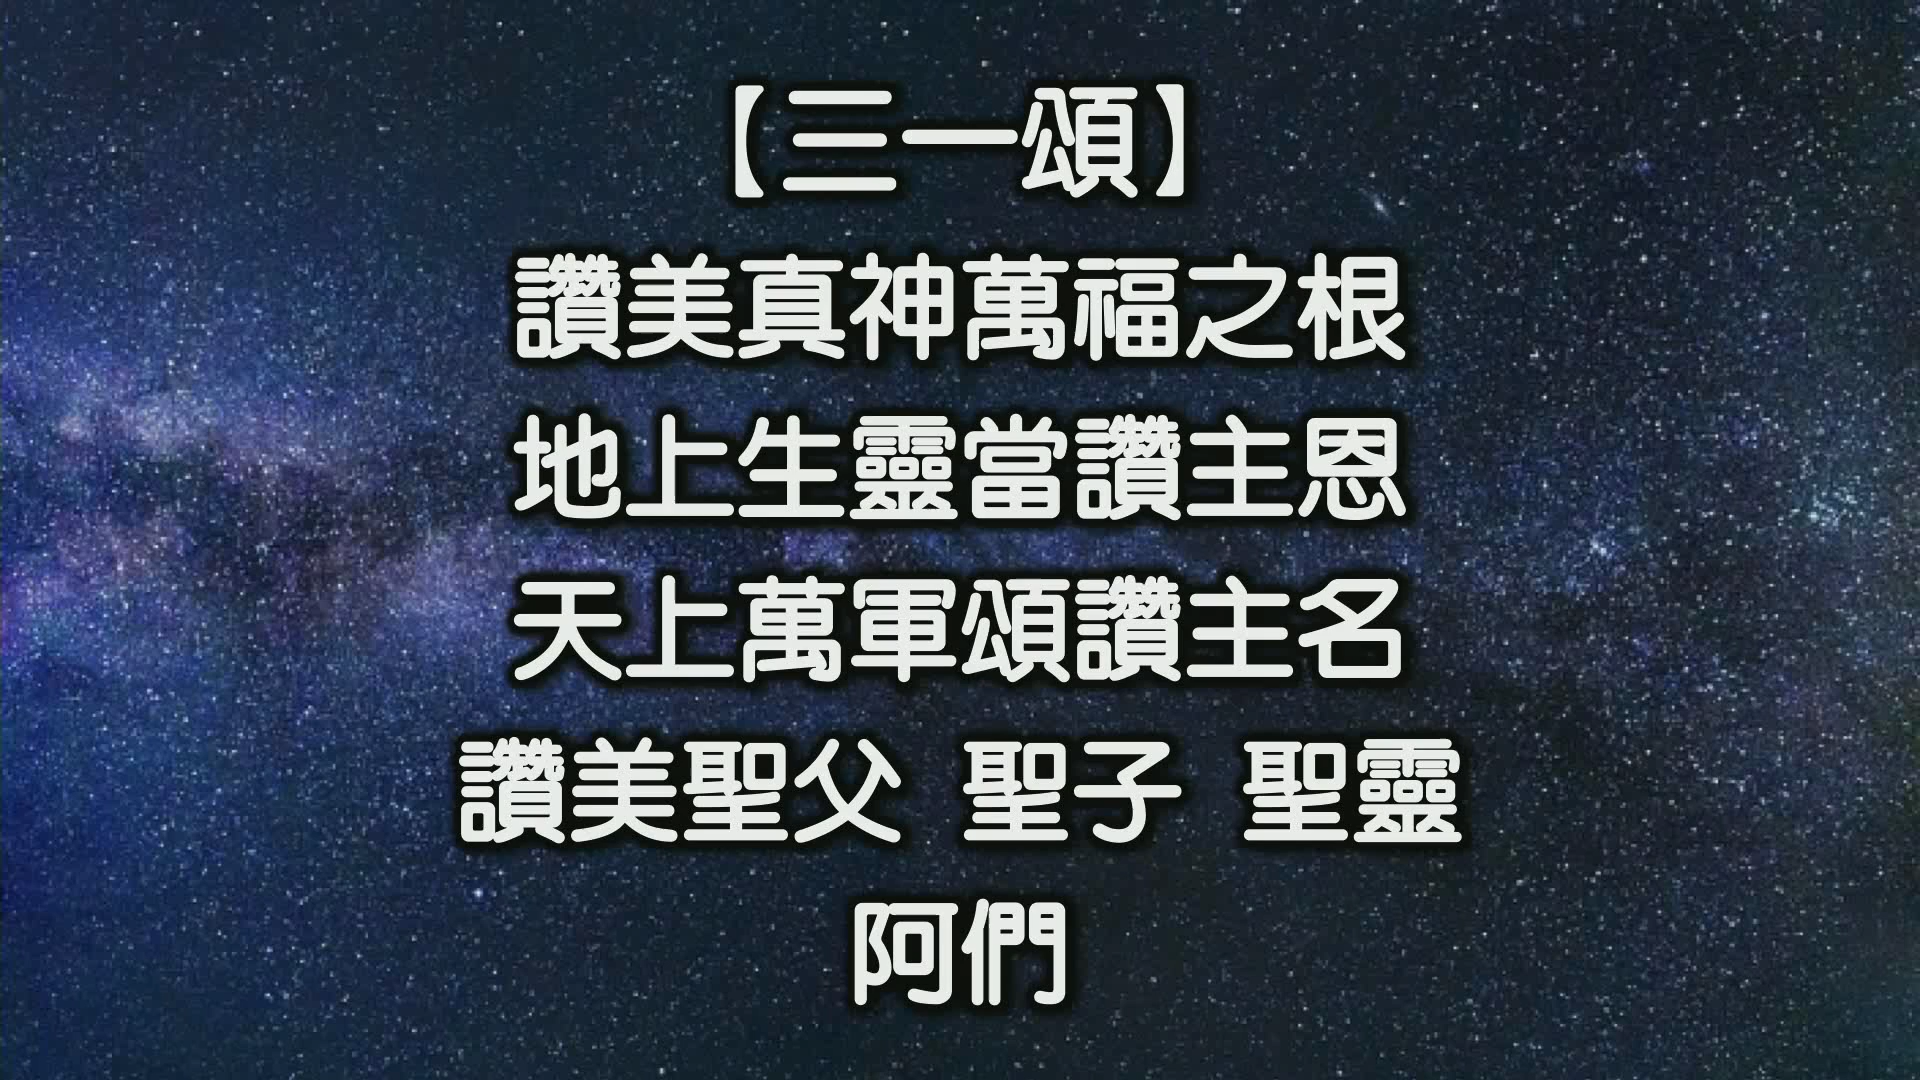 【三一頌】
讚美真神萬福之根
地上生靈當讚主恩
天上萬軍頌讚主名
讚美聖父 聖子 聖靈
阿們